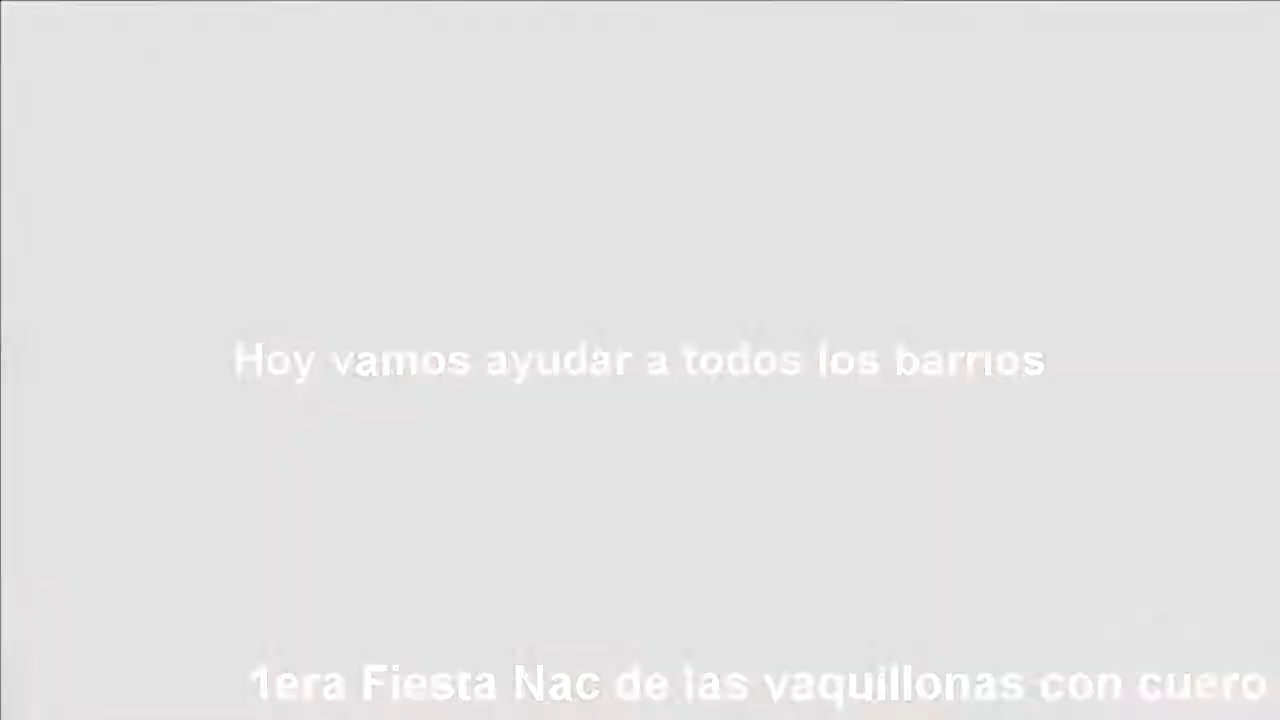 Hoy vamos ayudar a todos los barrios
1era Fiesta Nac de las vaquillonas con cuero